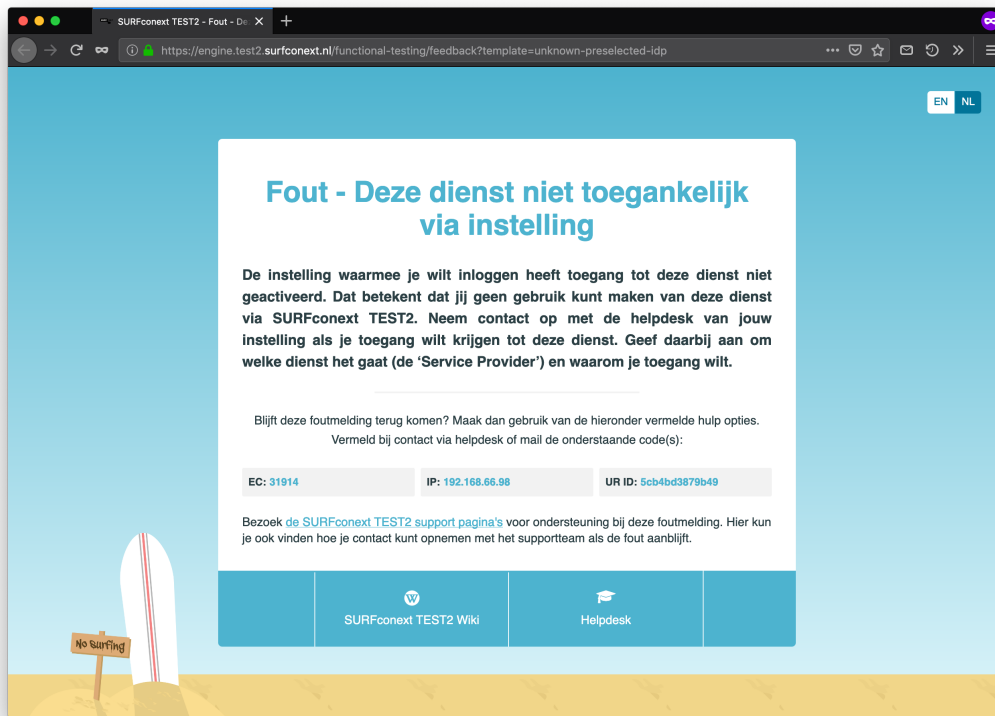 SURFconext TEST2 - Fout - De
https://engine.test2.surfconext.nl/functional-testing/feedback?template=unknown-preselected-idp
EN NL
Fout - Deze dienst niet toegankelijk
via instelling
De instelling waarmee je wilt inloggen heeft toegang tot deze dienst niet
geactiveerd. Dat betekent dat jij geen gebruik kunt maken van deze dienst
via SURFconext TEST2. Neem contact op met de helpdesk van jouw
instelling als je toegang wilt krijgen tot deze dienst. Geef daarbij aan om
welke dienst het gaat (de ‘Service Provider’) en waarom je toegang wilt.
Blijft deze foutmelding terug komen? Maak dan gebruik van de hieronder vermelde hulp opties.
Vermeld bij contact via helpdesk of mail de onderstaande code(s):
EC: 31914 IP: 192.168.66.98 UR ID: 5cb4bd3879b49
Bezoek de SURFconext TEST2 support pagina's voor ondersteuning bij deze foutmelding. Hier kun
je ook vinden hoe je contact kunt opnemen met het supportteam als de fout aanblijft.
SURFconext TEST2 Wiki Helpdesk
No Surfing